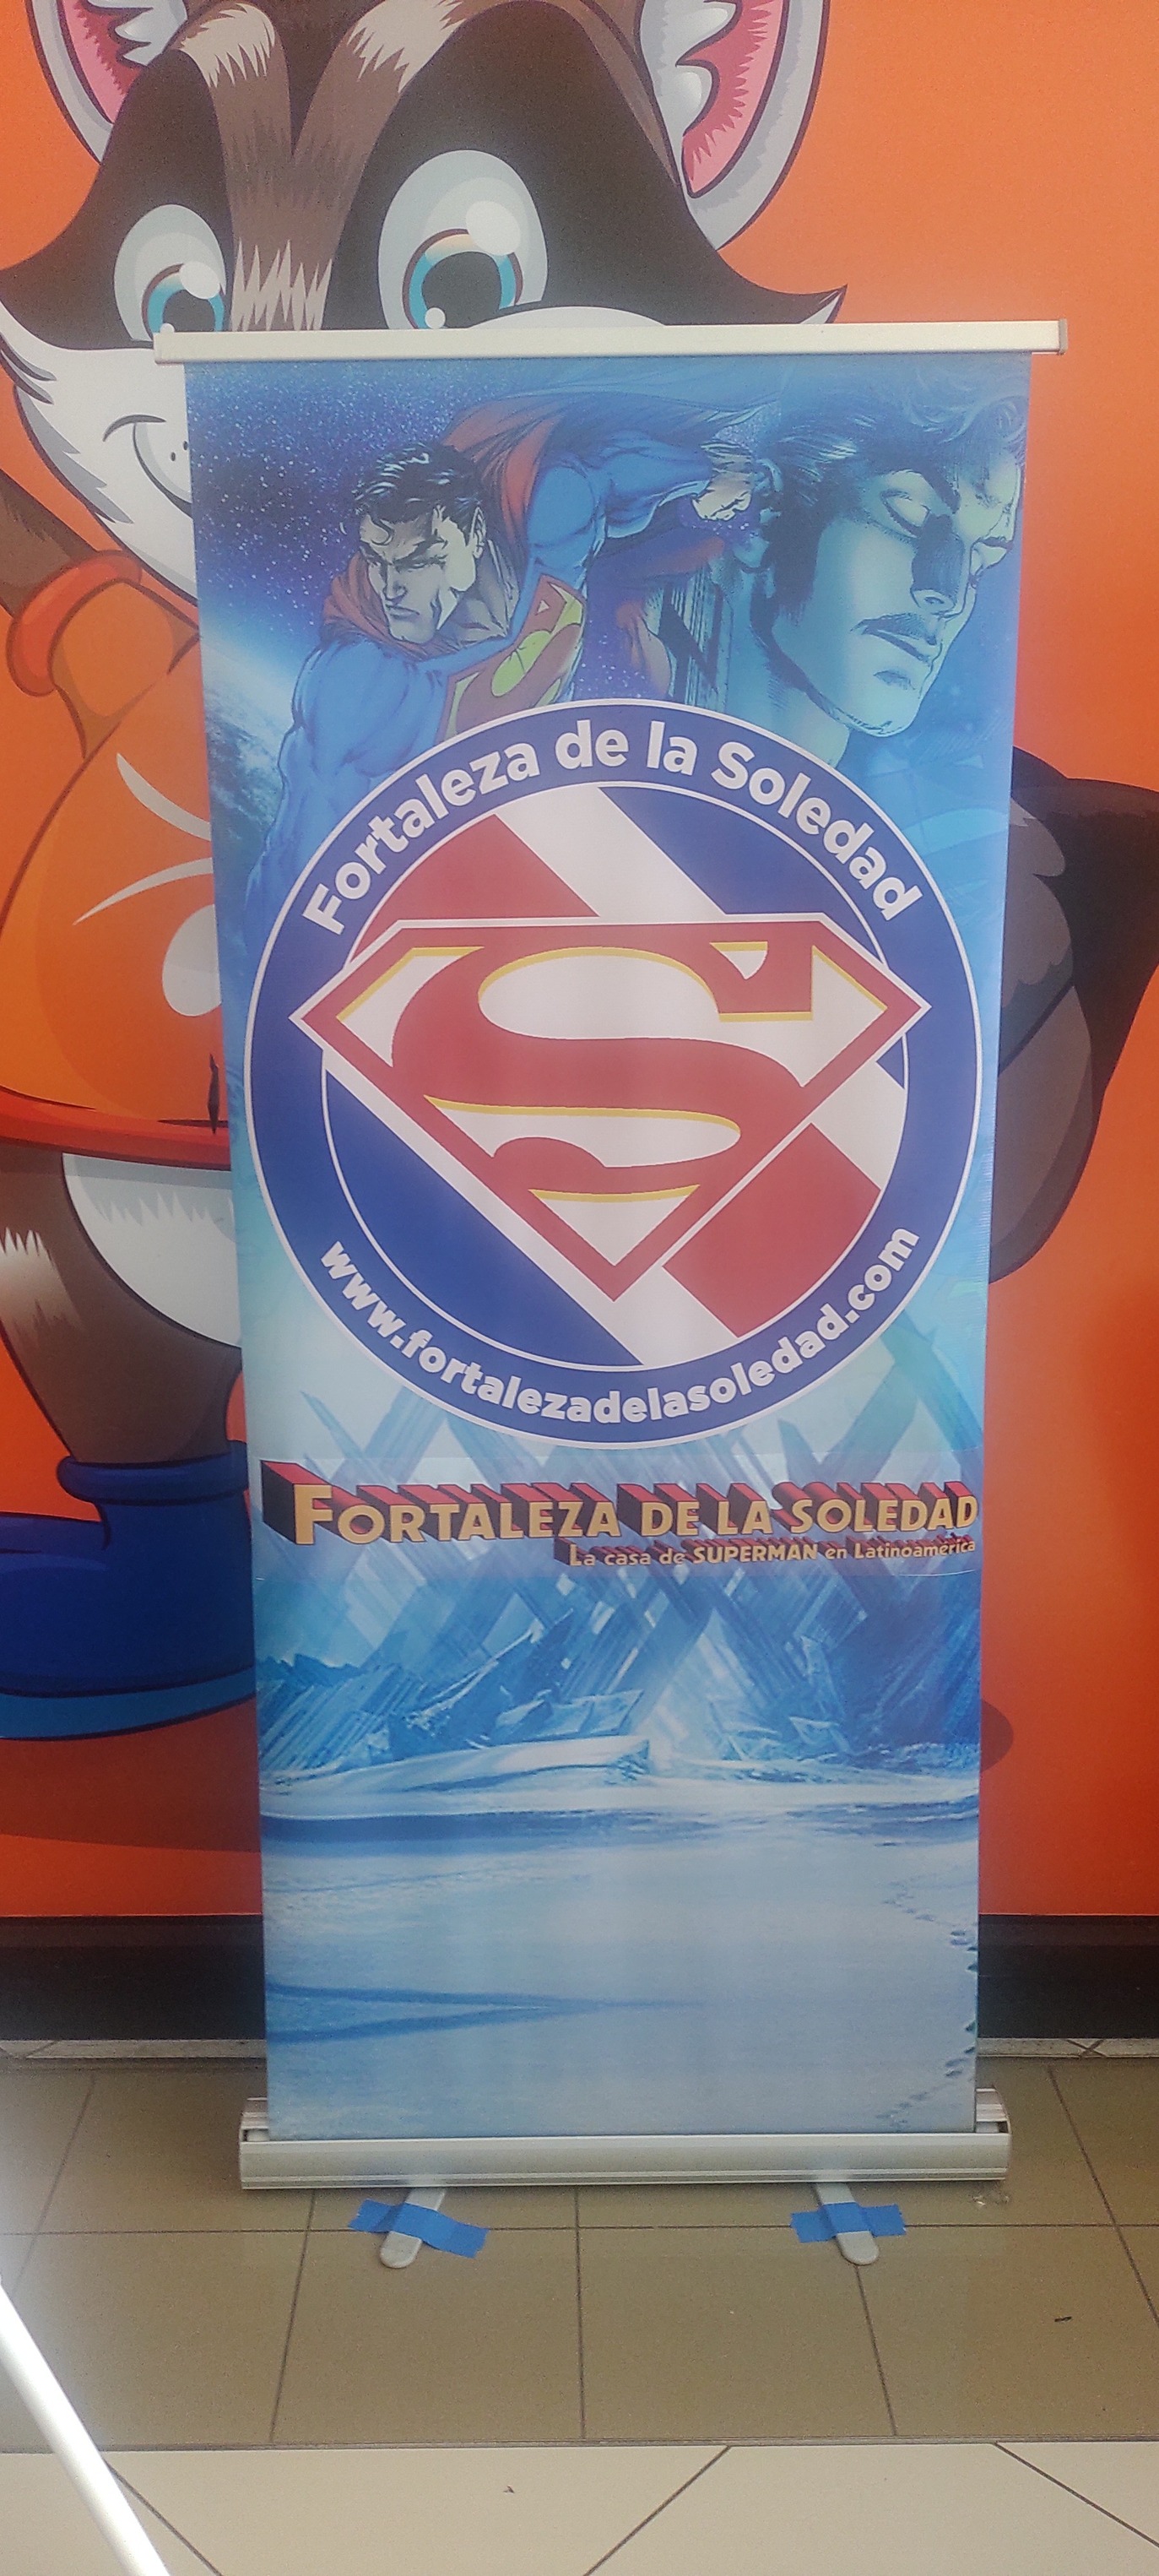 Fortaleza de la Soledad
S
www.fortalezadelasoledad.com
FORTALEZA DE LA SOLEDAD
La casa de SUPERMAN en Latinoamérica